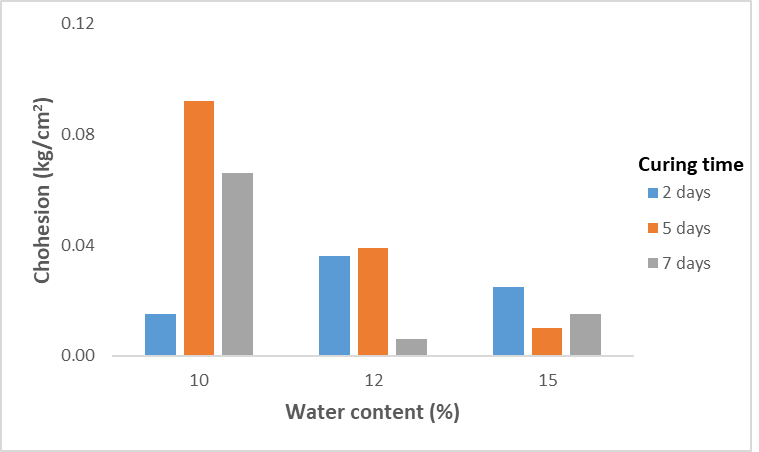 0.12
0.08
0.04
0.00
Chohesion (kg/cm²)
10
12
15
Water content (%)
Curing time
2 days
5 days
7 days